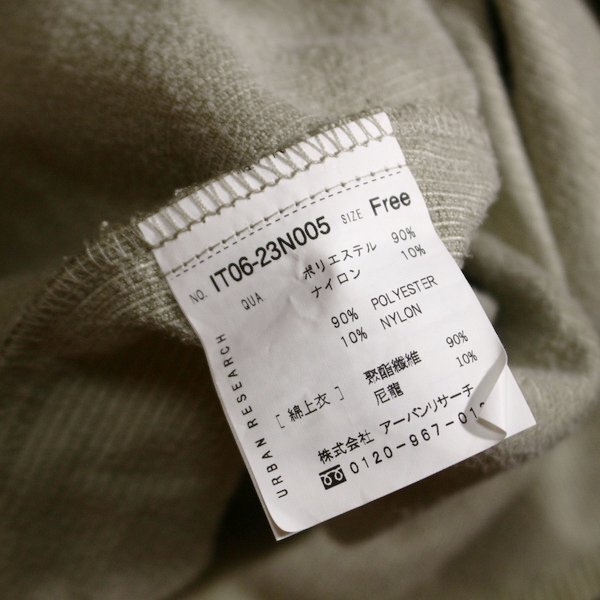 NO. IT06-23N005 SIZE Free
QUA ポリエステル 90%
ナイロン 10%
90% POLYESTER
10% NYLON
[綿上衣] 聚酯纖維 90%
尼龍 10%
株式会社 アーバンリサーチ
0120-967-01
URBAN RESEARCH